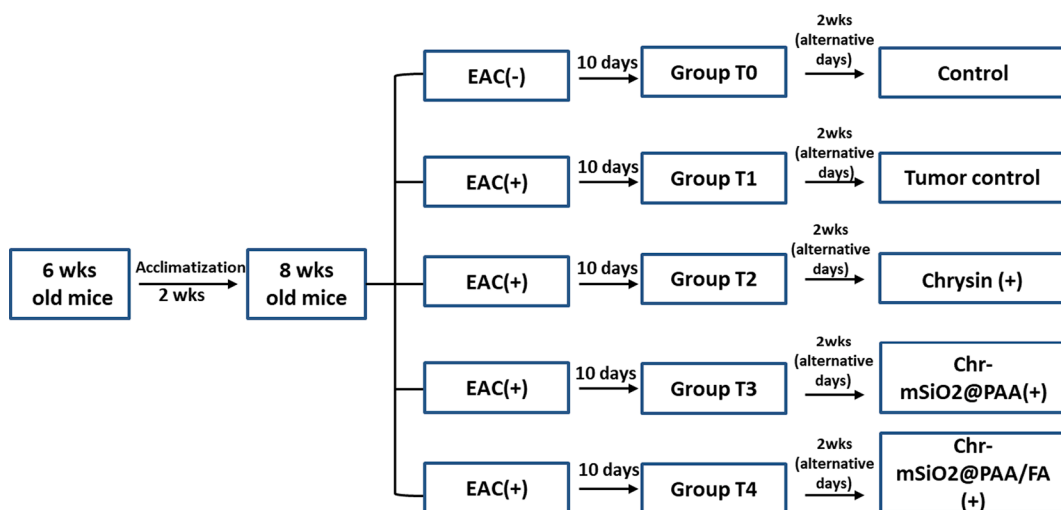 6 wks
old mice
Acclimatization
2 wks
8 wks
old mice
EAC(-)
10 days
Group T0
2wks
(alternative
days)
Control
EAC(+)
10 days
Group T1
2wks
(alternative
days)
Tumor control
EAC(+)
10 days
Group T2
2wks
(alternative
days)
Chrysin (+)
EAC(+)
10 days
Group T3
2wks
(alternative
days)
Chr-
mSiO2@PAA(+)
EAC(+)
10 days
Group T4
2wks
(alternative
days)
Chr-
mSiO2@PAA/FA
(+)